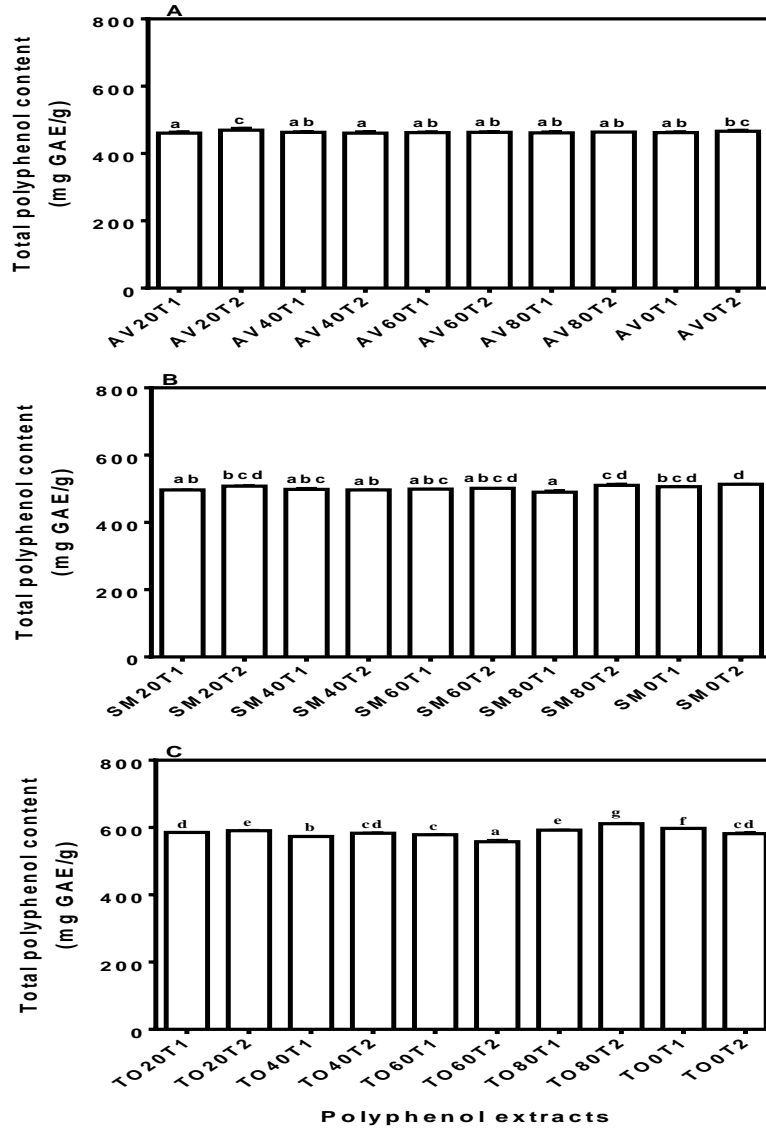 A
Total polyphenol content
(mg GAE/g)
800
600
400
200
0
a c ab a ab ab ab ab ab bc
AV20T1 AV20T2 AV40T1 AV40T2 AV60T1 AV60T2 AV80T1 AV80T2 AV0T1 AV0T2
B
Total polyphenol content
(mg GAE/g)
800
600
400
200
0
ab bcd abc ab abc abcd a cd bcd d
SM20T1 SM20T2 SM40T1 SM40T2 SM60T1 SM60T2 SM80T1 SM80T2 SM0T1 SM0T2
C
Total polyphenol content
(mg GAE/g)
800
600
400
200
0
d e b cd c a e g f cd
TO20T1 TO20T2 TO40T1 TO40T2 TO60T1 TO60T2 TO80T1 TO80T2 TO0T1 TO0T2
Polyphenol extracts